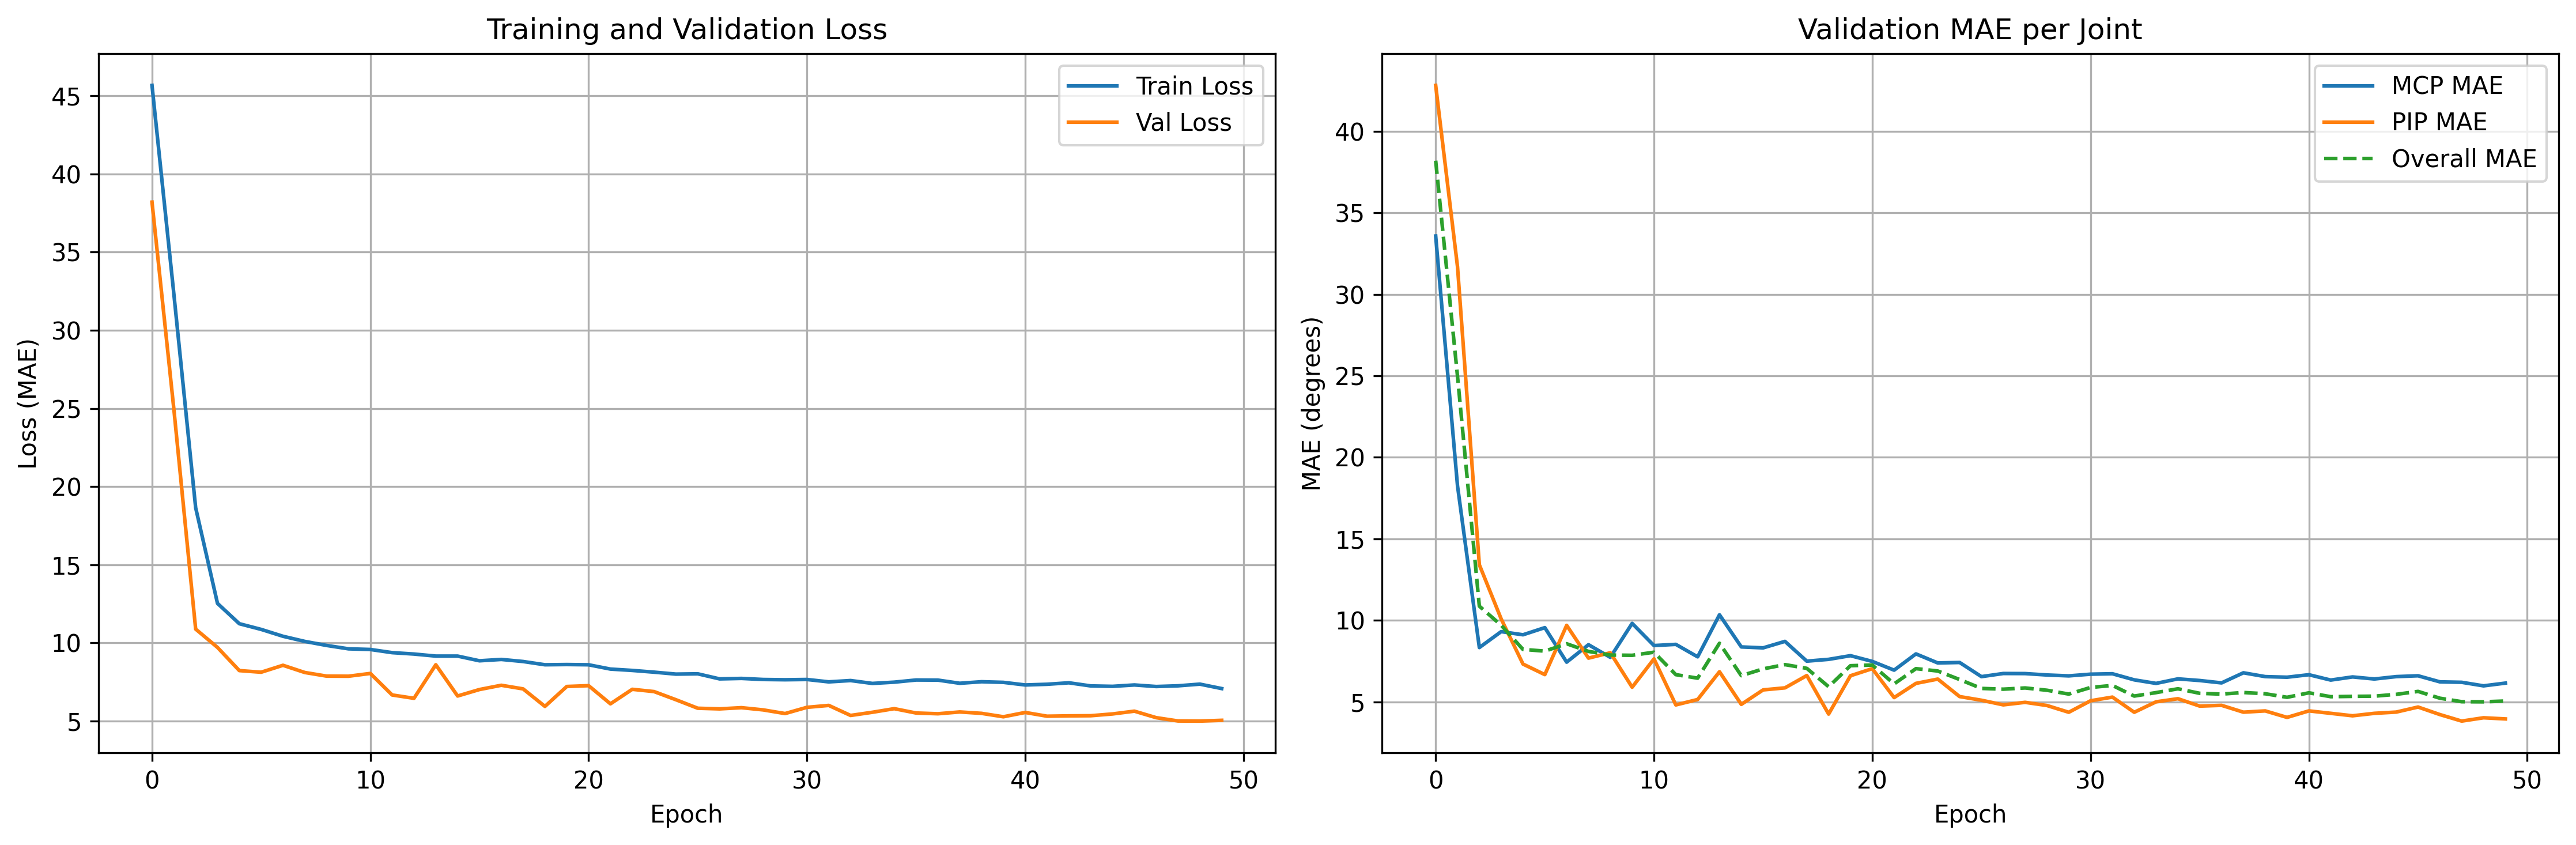 Training and Validation Loss
45
40
35
30
25
20
15
10
5
Loss (MAE)
Train Loss
Val Loss
0
10
20
30
40
50
Epoch
Validation MAE per Joint
40
35
30
25
20
15
10
5
MAE (degrees)
MCP MAE
PIP MAE
Overall MAE
0
10
20
30
40
50
Epoch